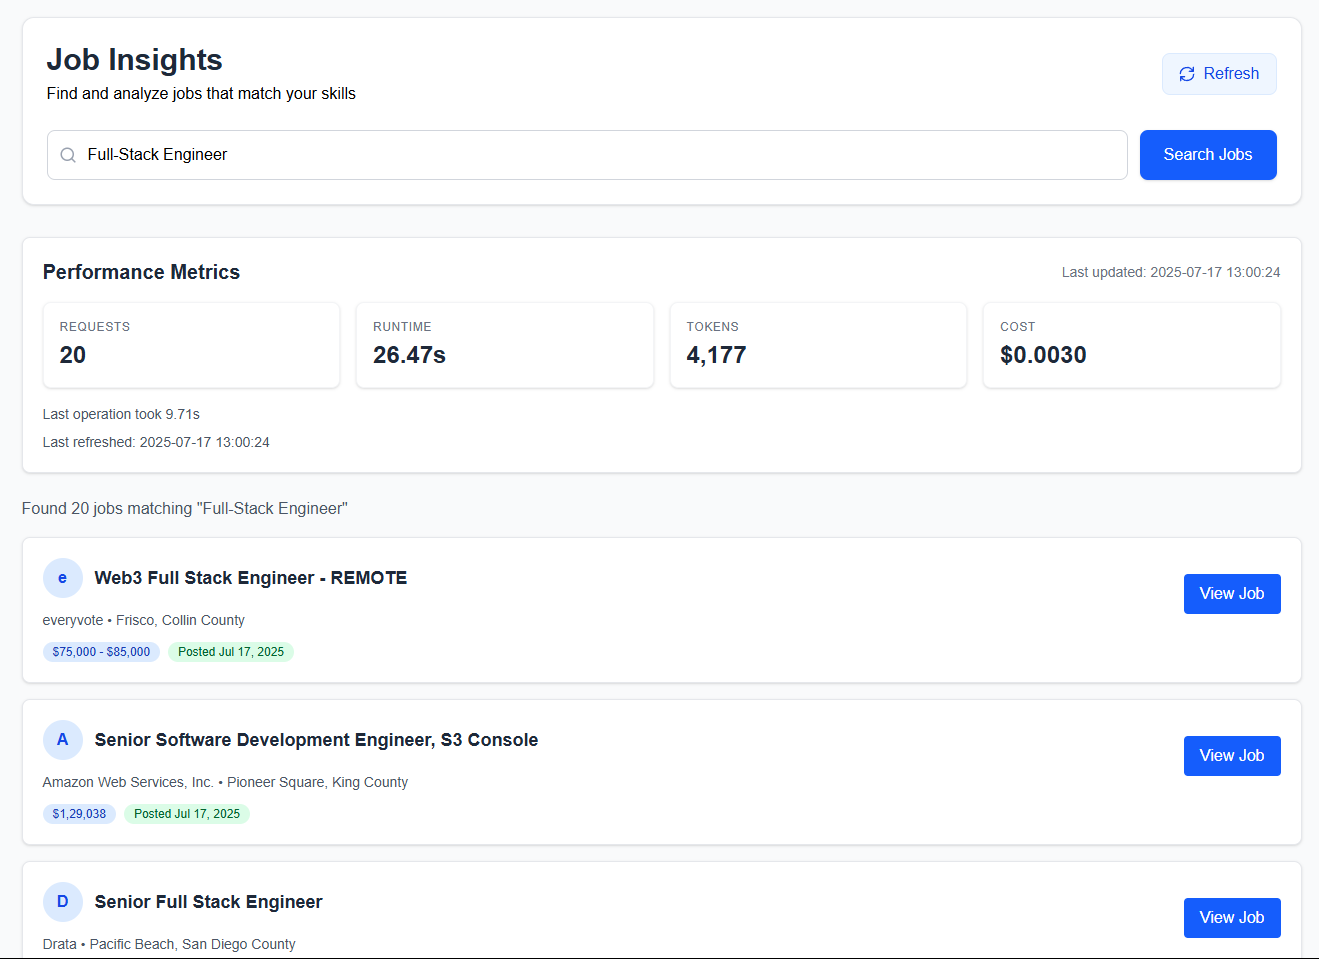 Job Insights
Find and analyze jobs that match your skills
Refresh
Full-Stack Engineer
Search Jobs
Performance Metrics
Last updated: 2025-07-17 13:00:24
REQUESTS
20
RUNTIME
26.47s
TOKENS
4,177
COST
$0.0030
Last operation took 9.71s
Last refreshed: 2025-07-17 13:00:24
Found 20 jobs matching "Full-Stack Engineer"
e
Web3 Full Stack Engineer - REMOTE
View Job
everyvote • Frisco, Collin County
$75,000 - $85,000
Posted Jul 17, 2025
A
Senior Software Development Engineer, S3 Console
View Job
Amazon Web Services, Inc. • Pioneer Square, King County
$1,29,038
Posted Jul 17, 2025
D
Senior Full Stack Engineer
View Job
Drata • Pacific Beach, San Diego County